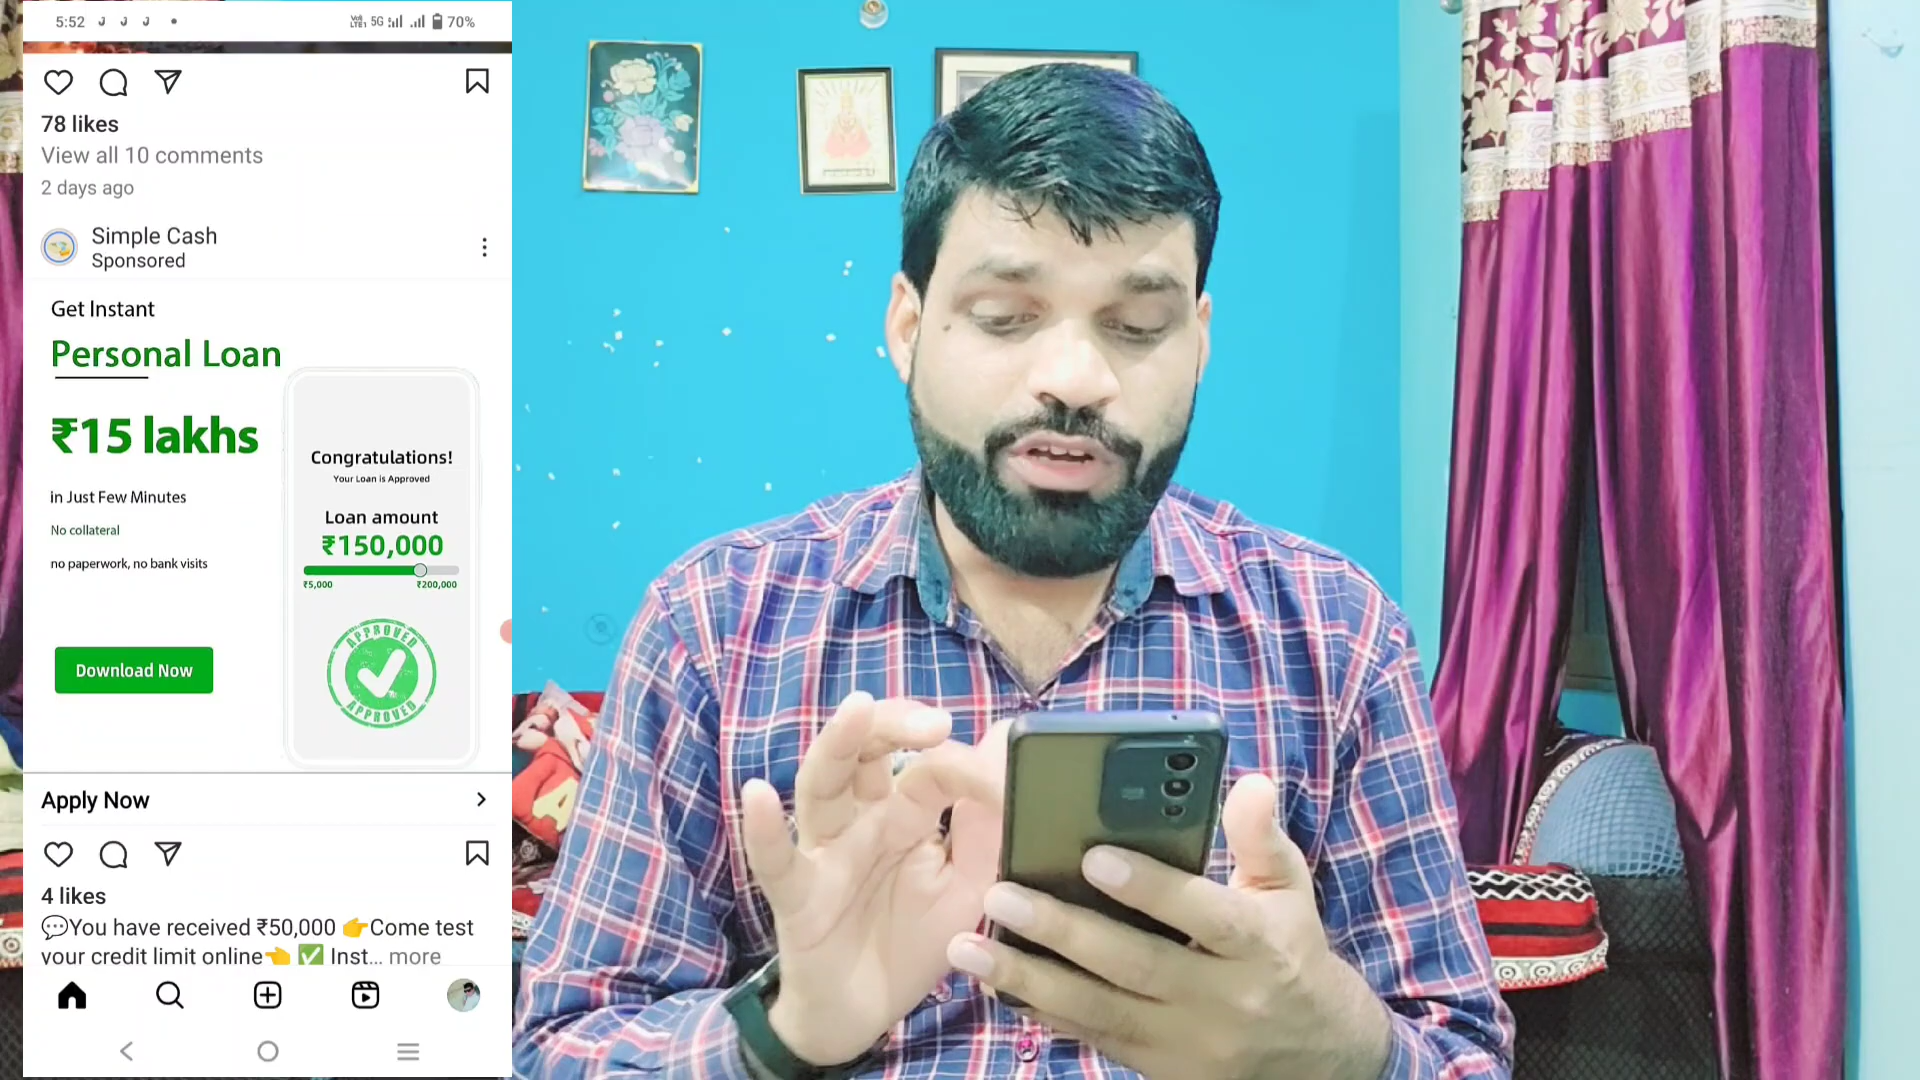 5:52
5G
70%
78 likes
View all 10 comments
2 days ago
Simple Cash
Sponsored
Get Instant
Personal Loan
₹15 lakhs
in Just Few Minutes
No collateral
no paperwork, no bank visits
Download Now
Congratulations!
Your Loan is Approved
Loan amount
₹150,000
₹5,000 ₹200,000
APPROVED
APPROVED
Apply Now
4 likes
💬You have received ₹50,000 👉Come test
your credit limit online👈 ✅ Inst... more